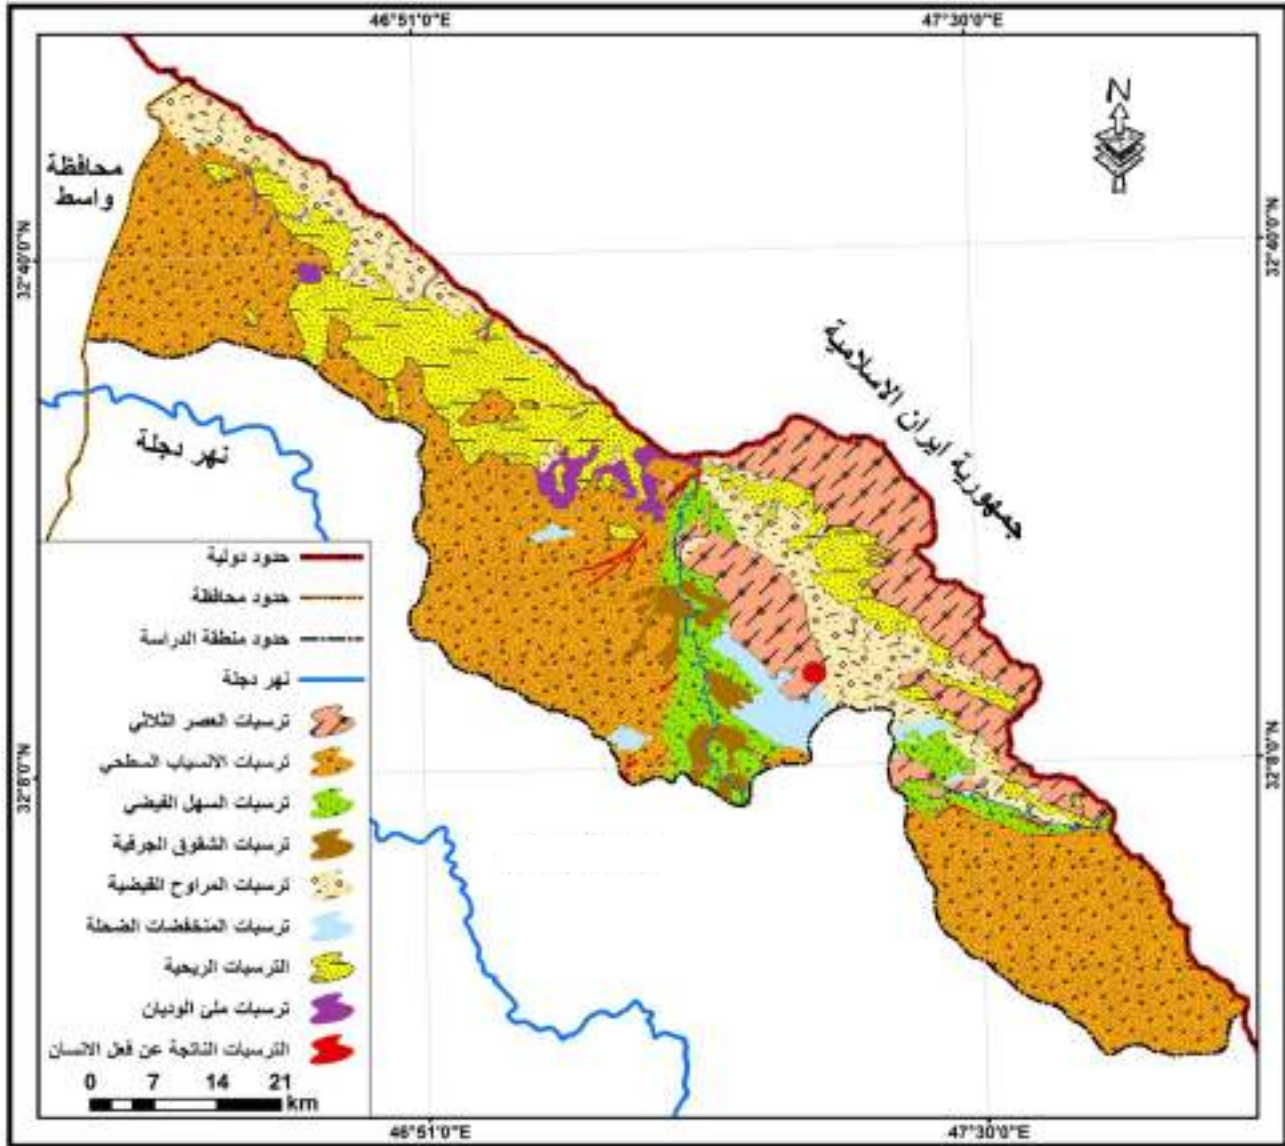 46°51'0"E
47°30'0"E
N
محافظة
واسط
32°40'0"N
32°40'0"N
جمهورية ايران الاسلامية
نهر دجلة
حدود دولية
حدود محافظة
حدود منطقة الدراسة
نهر دجلة
ترسبات العصر الثلاثي
ترسبات الانسياب السطحي
ترسبات السهل الفيضي
ترسبات الشقوق الجرفية
ترسبات المراوح الفيضية
ترسبات المنخفضات الضحلة
الترسبات الريحية
ترسبات ملئ الوديان
الترسبات الناتجة عن فعل الانسان
32°8'0"N
32°8'0"N
0 7 14 21
km
46°51'0"E
47°30'0"E